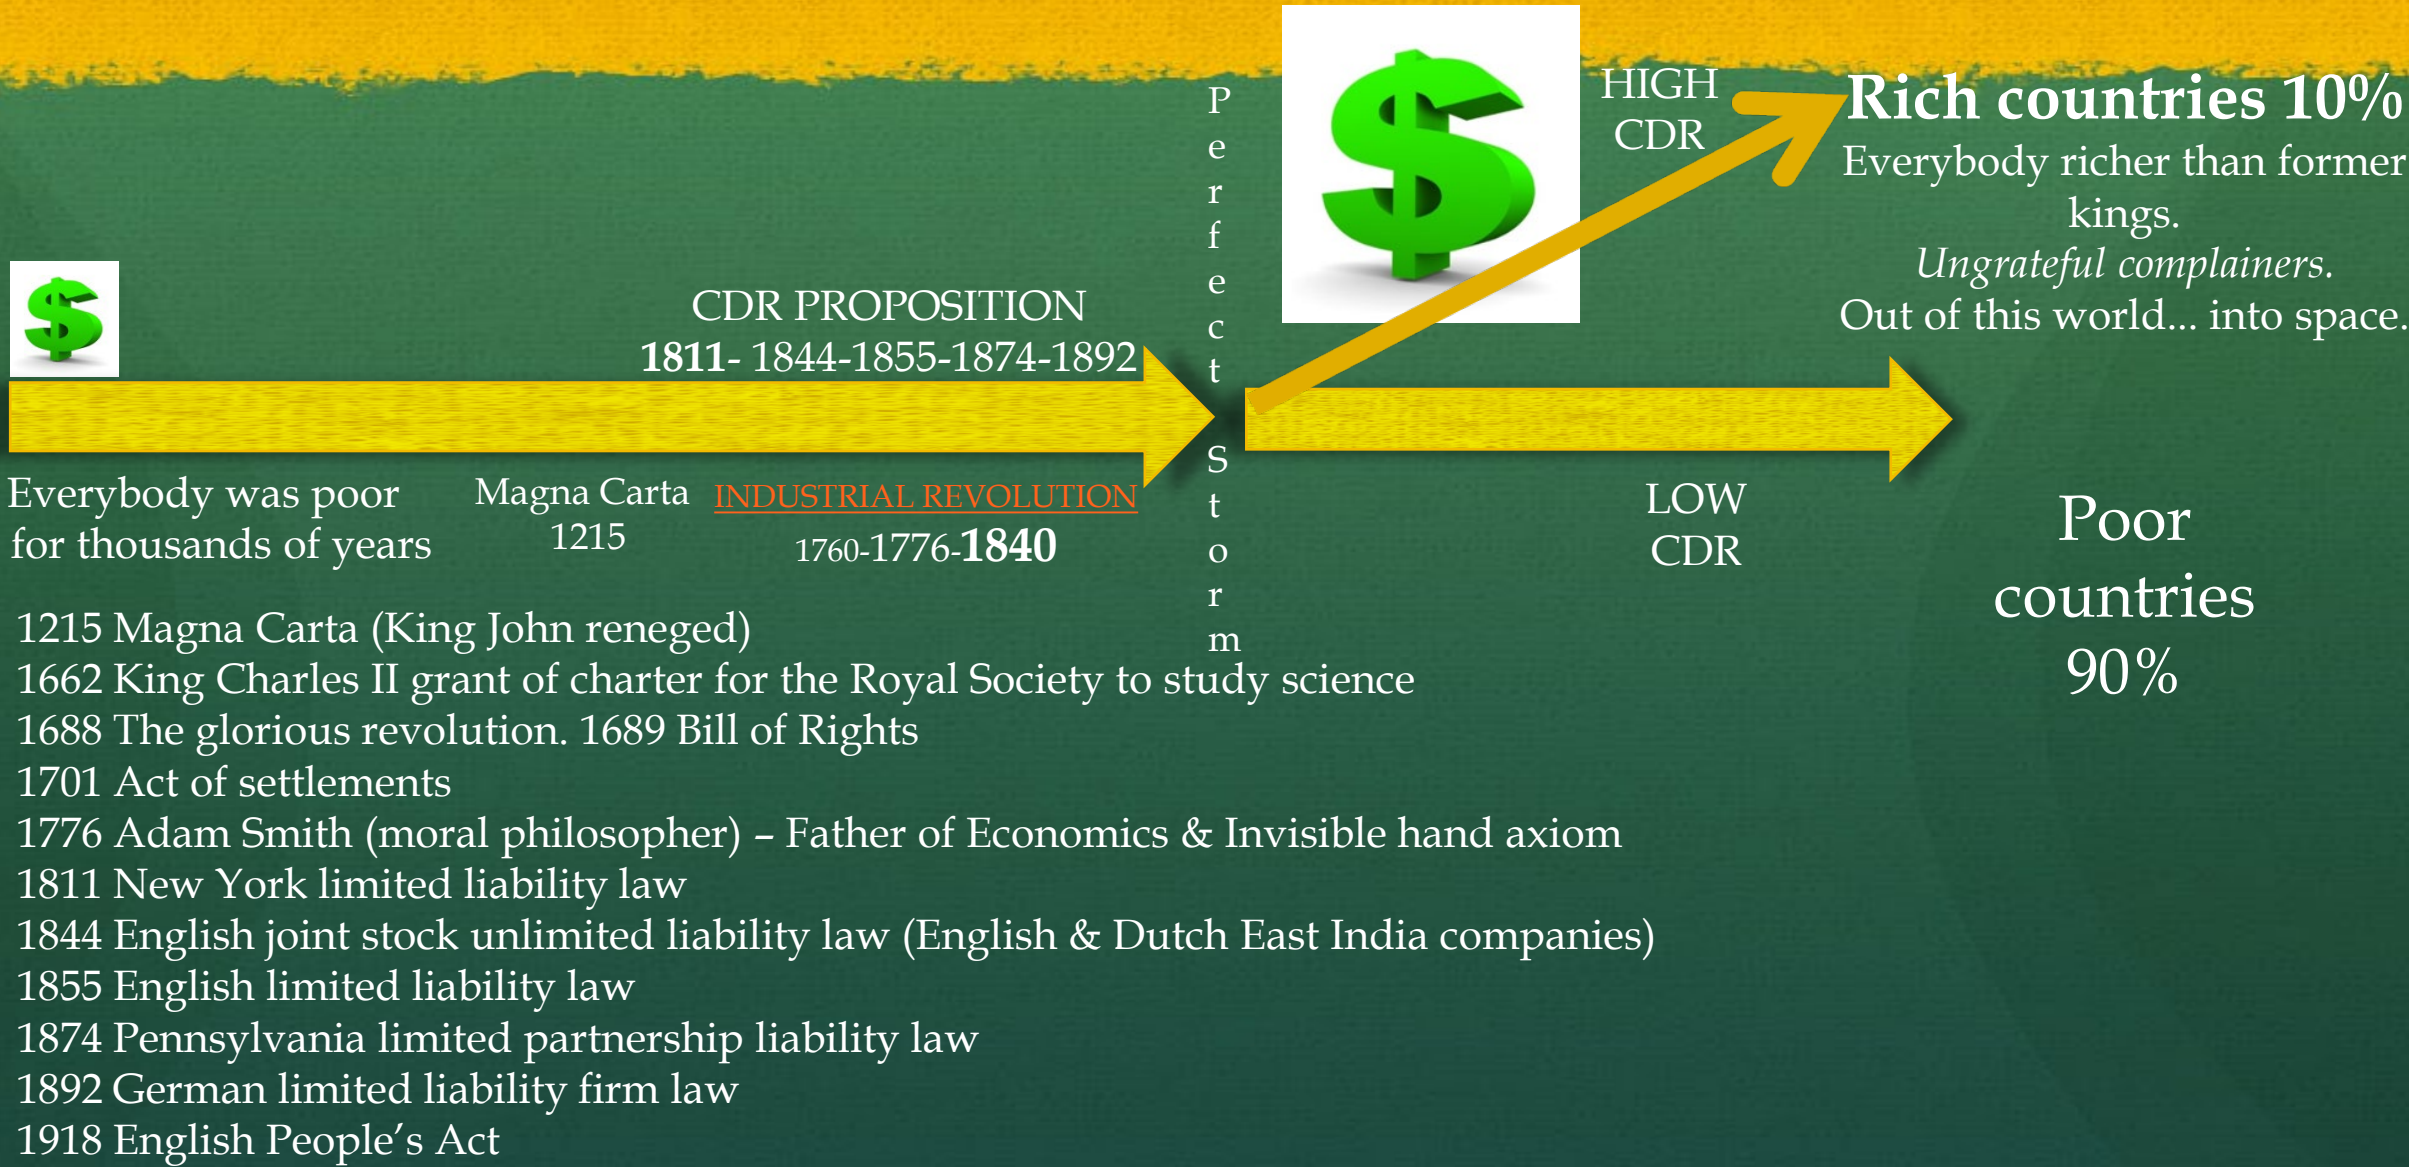 Perfect Storm
HIGH
CDR
Rich countries 10%
Everybody richer than former
kings.
Ungrateful complainers.
Out of this world... into space.
CDR PROPOSITION
1811- 1844-1855-1874-1892
Everybody was poor
for thousands of years
Magna Carta
1215
INDUSTRIAL REVOLUTION
1760-1776-1840
LOW
CDR
Poor
countries
90%
1215 Magna Carta (King John reneged)
1662 King Charles II grant of charter for the Royal Society to study science
1688 The glorious revolution. 1689 Bill of Rights
1701 Act of settlements
1776 Adam Smith (moral philosopher) – Father of Economics & Invisible hand axiom
1811 New York limited liability law
1844 English joint stock unlimited liability law (English & Dutch East India companies)
1855 English limited liability law
1874 Pennsylvania limited partnership liability law
1892 German limited liability firm law
1918 English People’s Act